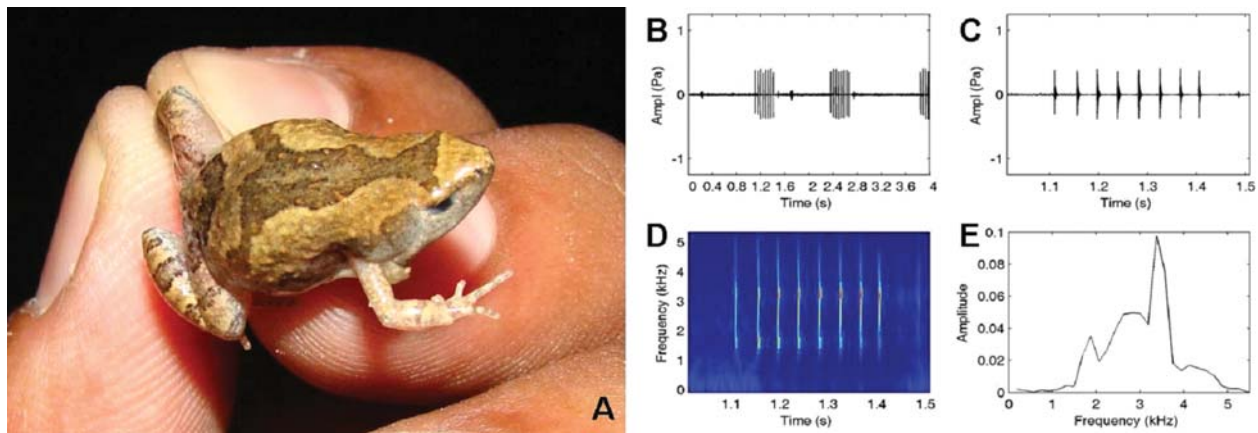 A
B
Ampl (Pa)
1
0
-1
0 0.4 0.8 1.2 1.6 2 2.4 2.8 3.2 3.6 4
Time (s)
C
Ampl (Pa)
1
0
-1
1.1 1.2 1.3 1.4 1.5
Time (s)
D
Frequency (kHz)
5
4
3
2
1
0
1.1 1.2 1.3 1.4 1.5
Time (s)
E
Amplitude
0.1
0.08
0.06
0.04
0.02
0
0 1 2 3 4 5
Frequency (kHz)